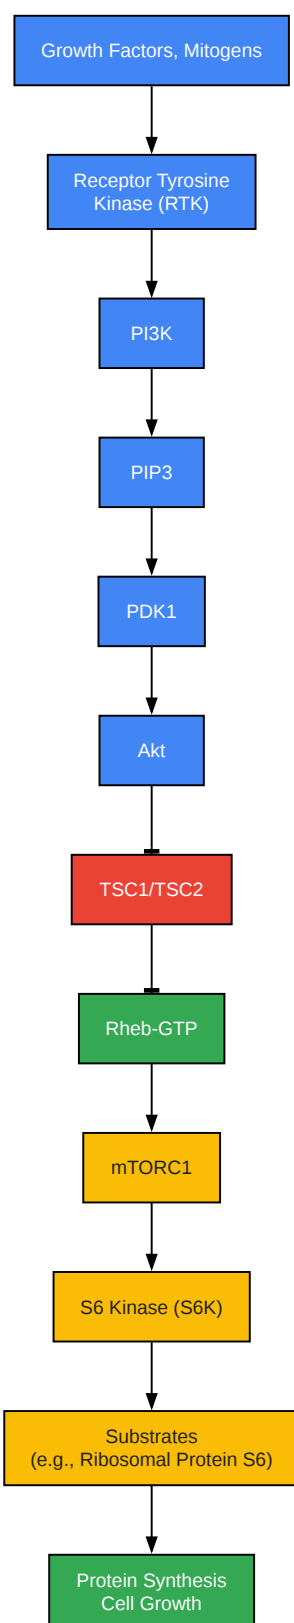 Growth Factors, Mitogens
Receptor Tyrosine
Kinase (RTK)
PI3K
PIP3
PDK1
Akt
TSC1/TSC2
Rheb-GTP
mTORC1
S6 Kinase (S6K)
Substrates
(e.g., Ribosomal Protein S6)
Protein Synthesis
Cell Growth